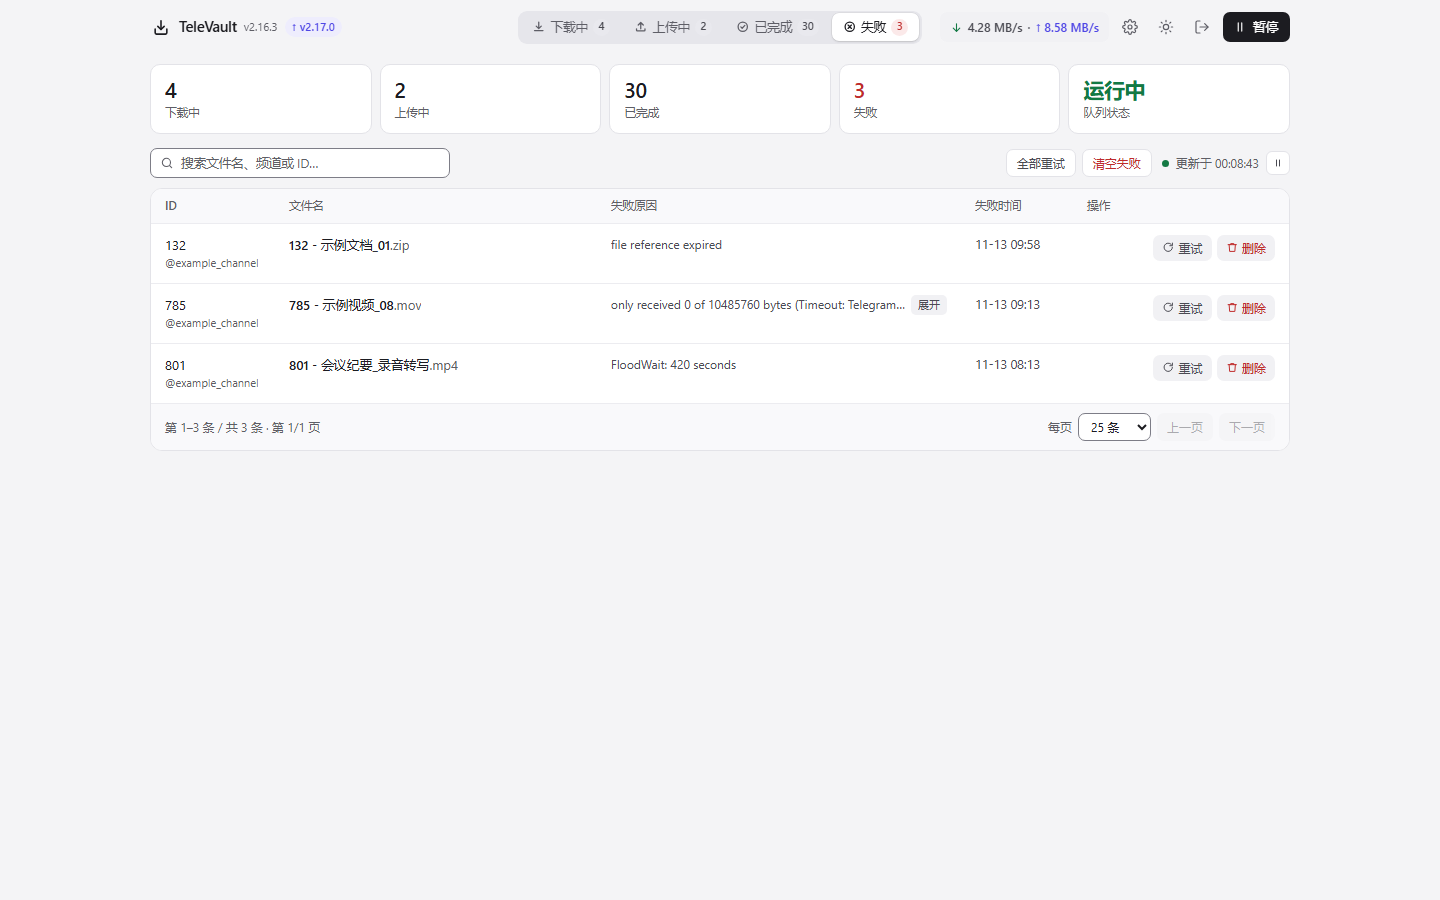 TeleVault v2.16.3 ↑ v2.17.0
下载中 4
上传中 2
已完成 30
失败 3
↓ 4.28 MB/s · ↑ 8.58 MB/s
暂停
4
下载中
2
上传中
30
已完成
3
失败
运行中
队列状态
搜索文件名、频道或 ID...
全部重试
清空失败
更新于 00:08:43
ID 文件名 失败原因 失败时间 操作
132 132 - 示例文档_01.zip file reference expired 11-13 09:58 重试 删除
@example_channel
785 785 - 示例视频_08.mov only received 0 of 10485760 bytes (Timeout: Telegram... 展开 11-13 09:13 重试 删除
@example_channel
801 801 - 会议纪要_录音转写.mp4 FloodWait: 420 seconds 11-13 08:13 重试 删除
@example_channel
第 1–3 条 / 共 3 条 · 第 1/1 页
每页 25 条 上一页 下一页